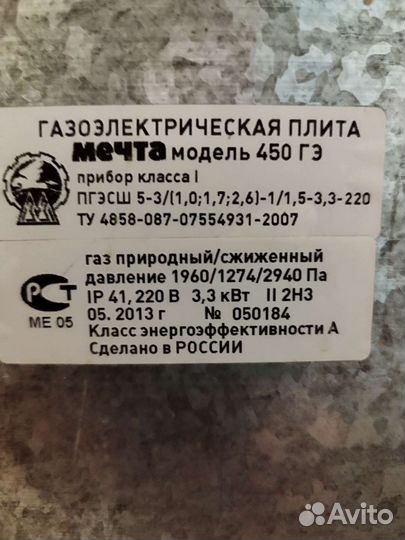 ГАЗОЭЛЕКТРИЧЕСКАЯ ПЛИТА
мечта модель 450 ГЭ
прибор класса I
ПГЭСШ 5-3/(1,0;1,7;2,6)-1/1,5-3,3-220
ТУ 4858-087-07554931-2007
газ природный/сжиженный
давление 1960/1274/2940 Па
РСТ IP 41, 220 В 3,3 кВт II 2Н3
МЕ 05 05. 2013 г № 050184
Класс энергоэффективности А
Сделано в РОССИИ
Avito